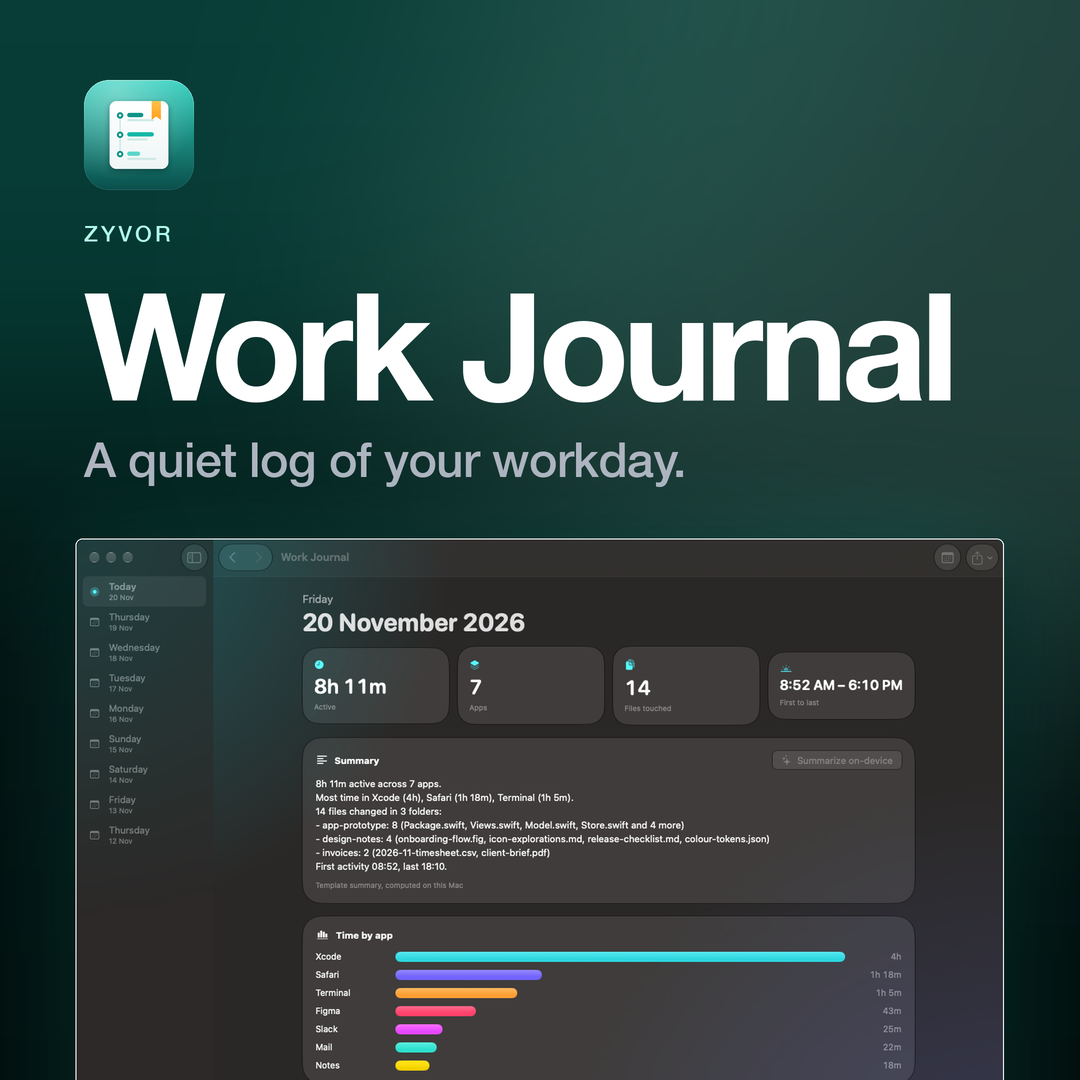 ZYVOR
Work Journal
A quiet log of your workday.
Work Journal
Today
20 Nov
Thursday
19 Nov
Wednesday
18 Nov
Tuesday
17 Nov
Monday
16 Nov
Sunday
15 Nov
Saturday
14 Nov
Friday
13 Nov
Thursday
12 Nov
Friday
20 November 2026
8h 11m
Active
7
Apps
14
Files touched
8:52 AM – 6:10 PM
First to last
Summary
Summarize on-device
8h 11m active across 7 apps.
Most time in Xcode (4h), Safari (1h 18m), Terminal (1h 5m).
14 files changed in 3 folders:
- app-prototype: 8 (Package.swift, Views.swift, Model.swift, Store.swift and 4 more)
- design-notes: 4 (onboarding-flow.fig, icon-explorations.md, release-checklist.md, colour-tokens.json)
- invoices: 2 (2026-11-timesheet.csv, client-brief.pdf)
First activity 08:52, last 18:10.
Template summary, computed on this Mac
Time by app
Xcode 4h
Safari 1h 18m
Terminal 1h 5m
Figma 43m
Slack 25m
Mail 22m
Notes 18m